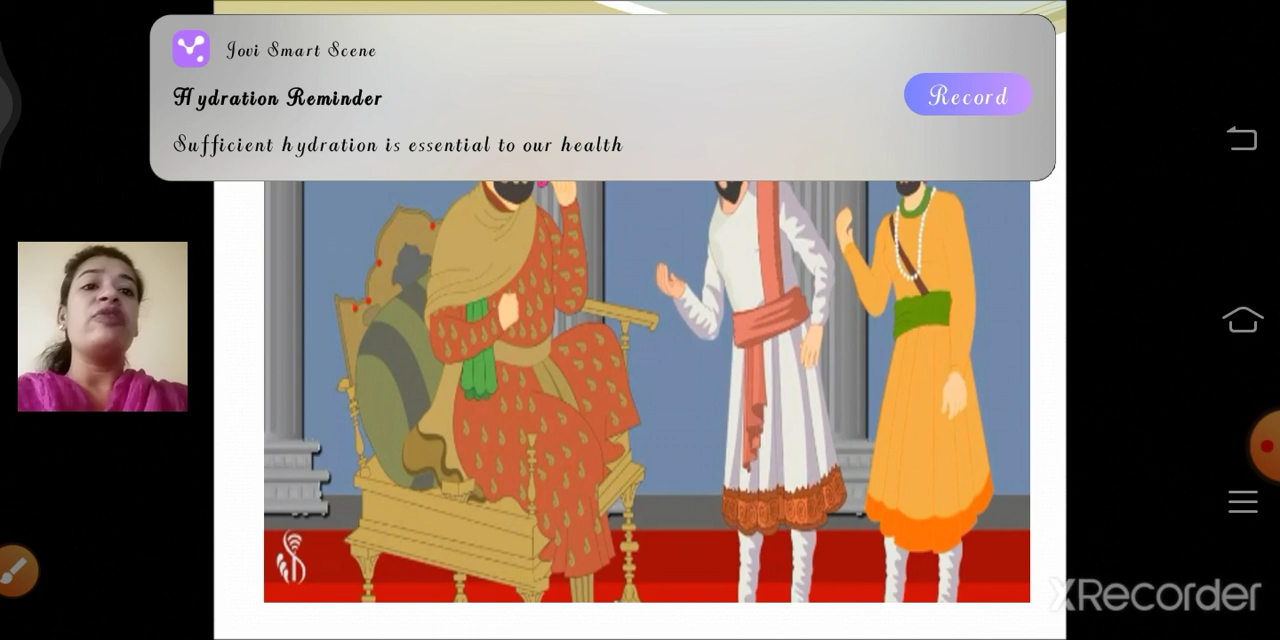 Jovi Smart Scene
Hydration Reminder
Record
Sufficient hydration is essential to our health
XRecorder